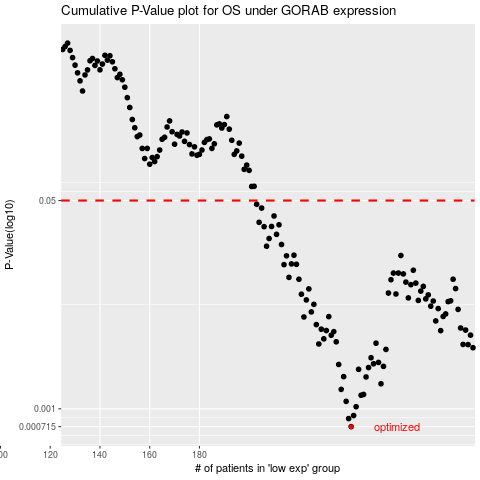 Cumulative P-Value plot for OS under GORAB expression
P-Value(log10)
0.05
0.001
0.000715
optimized
00 120 140 160 180
# of patients in 'low exp' group